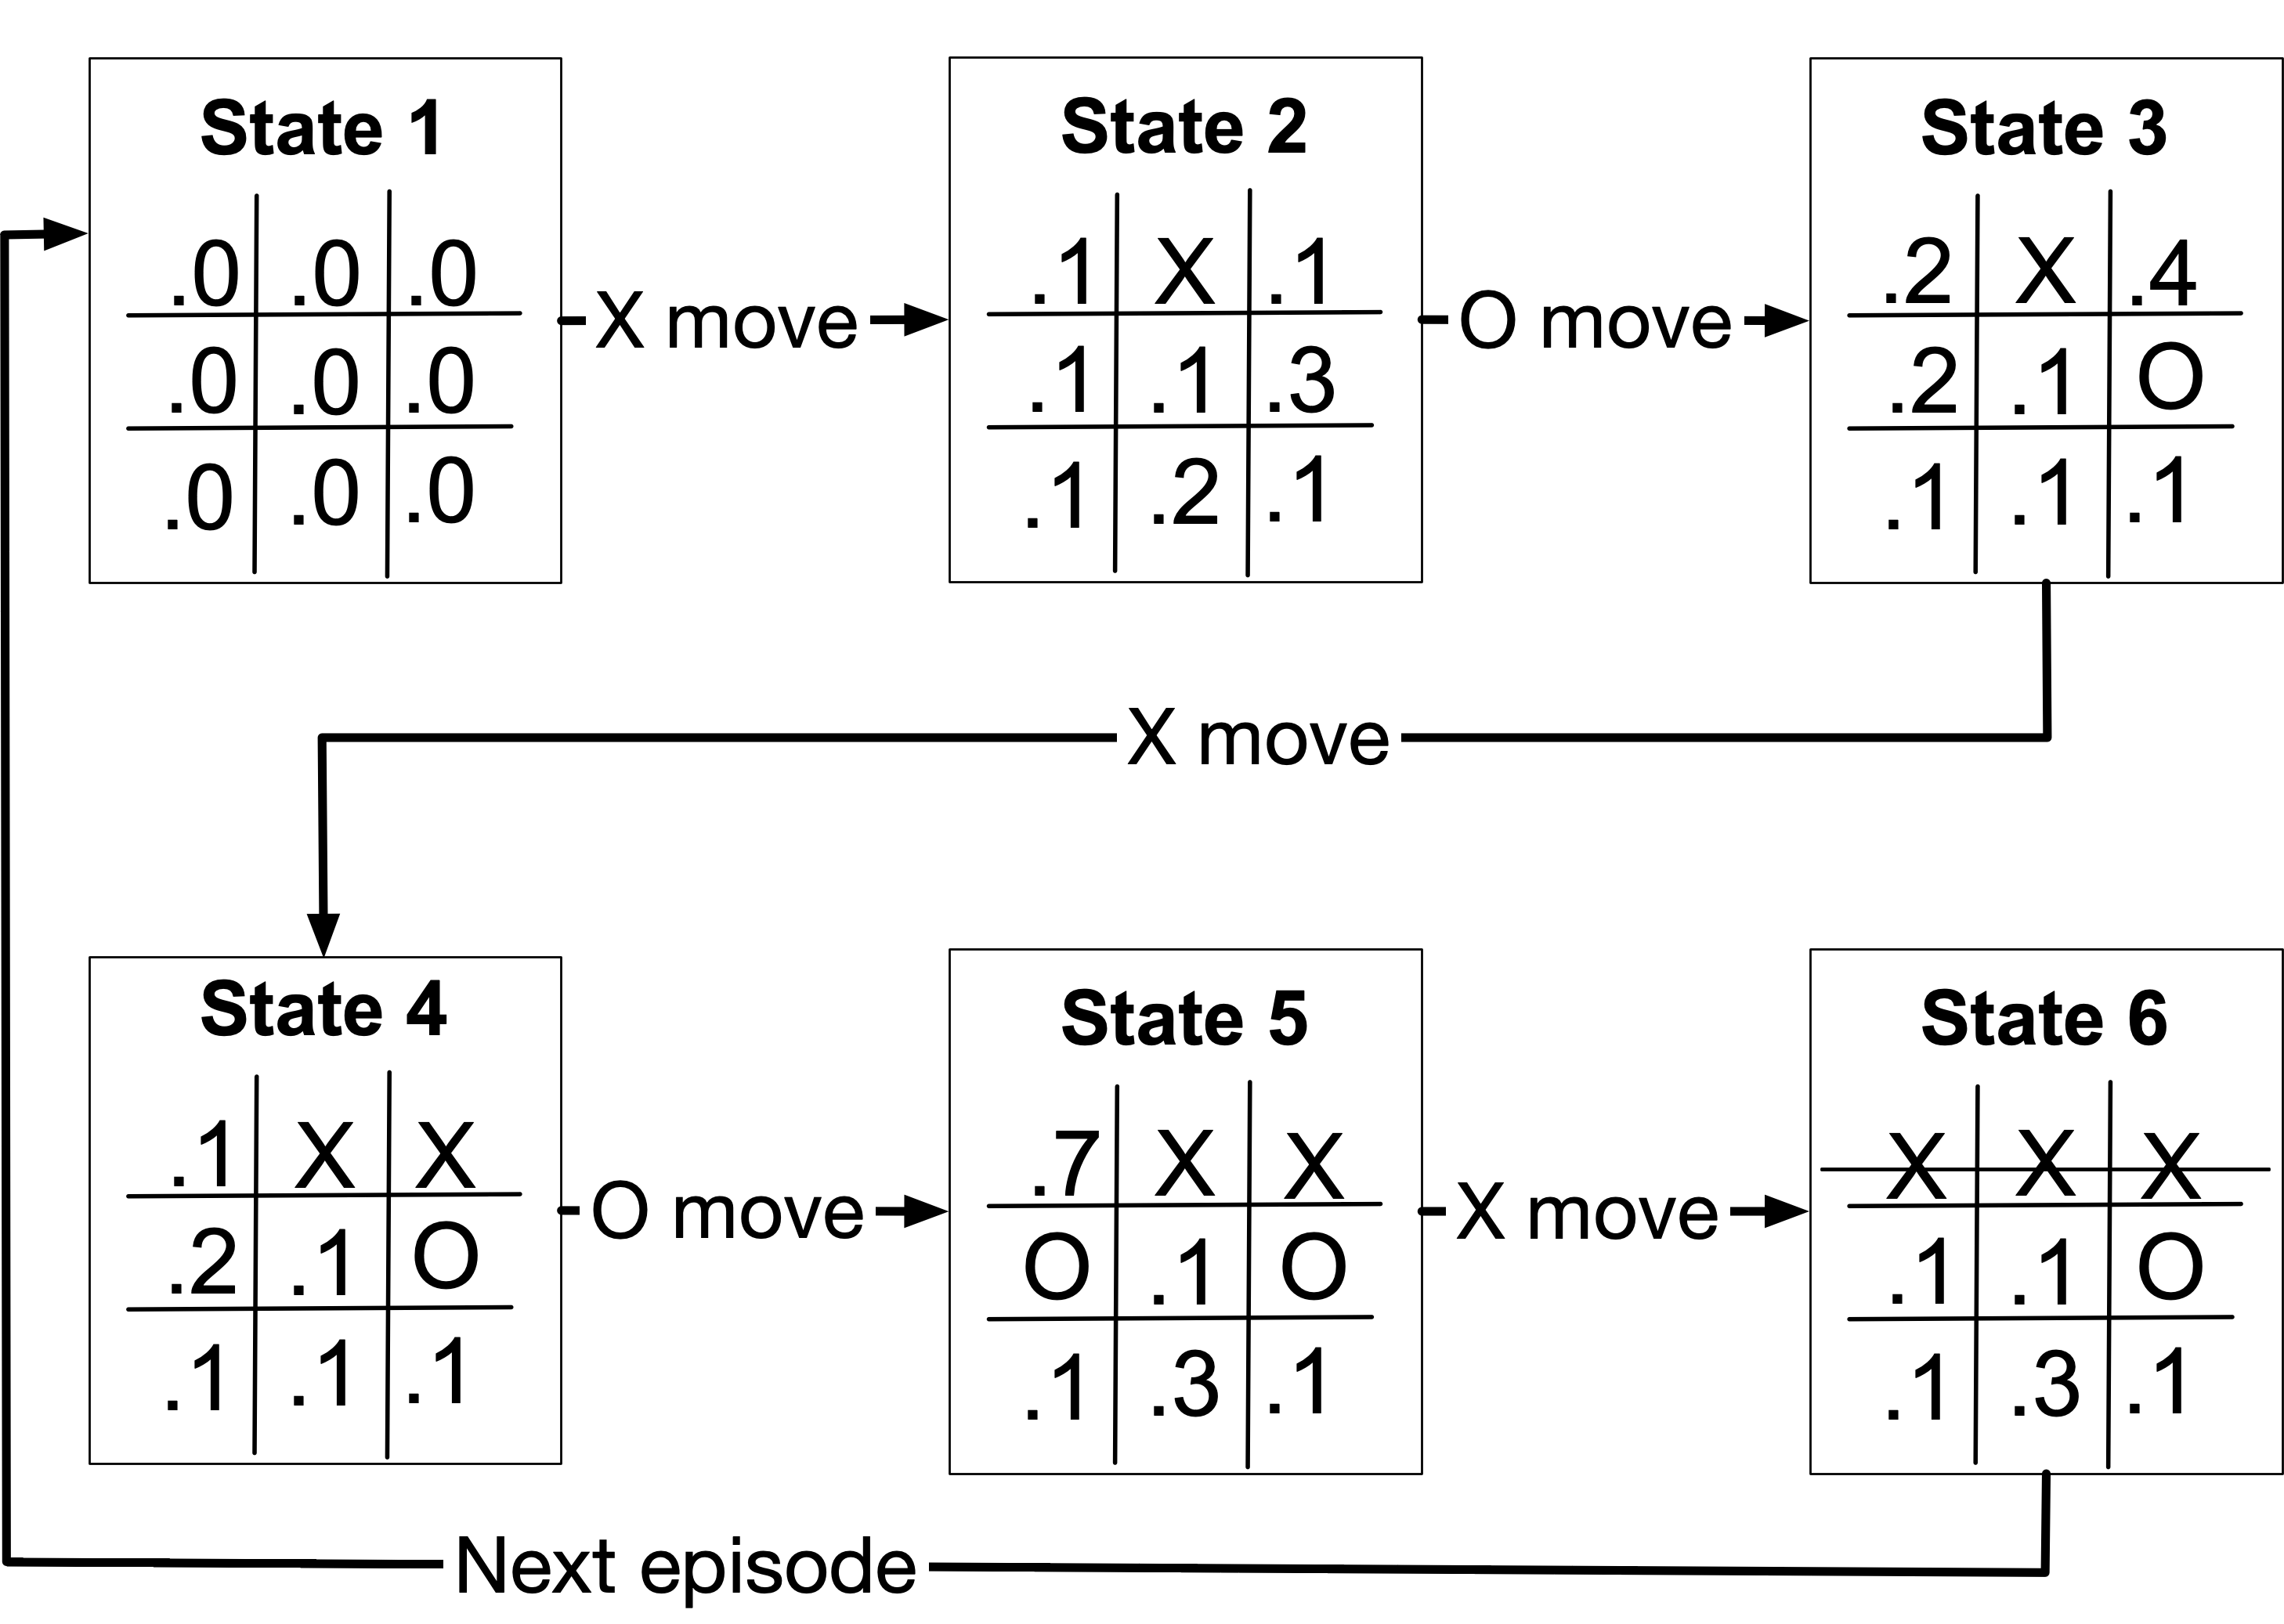 State 1
.0 .0 .0
.0 .0 .0
.0 .0 .0
X move
State 2
.1 X .1
.1 .1 .3
.1 .2 .1
O move
State 3
.2 X .4
.2 .1 O
.1 .1 .1
X move
State 4
.1 X X
.2 .1 O
.1 .1 .1
O move
State 5
.7 X X
O .1 O
.1 .3 .1
X move
State 6
X X X
.1 .1 O
.1 .3 .1
Next episode